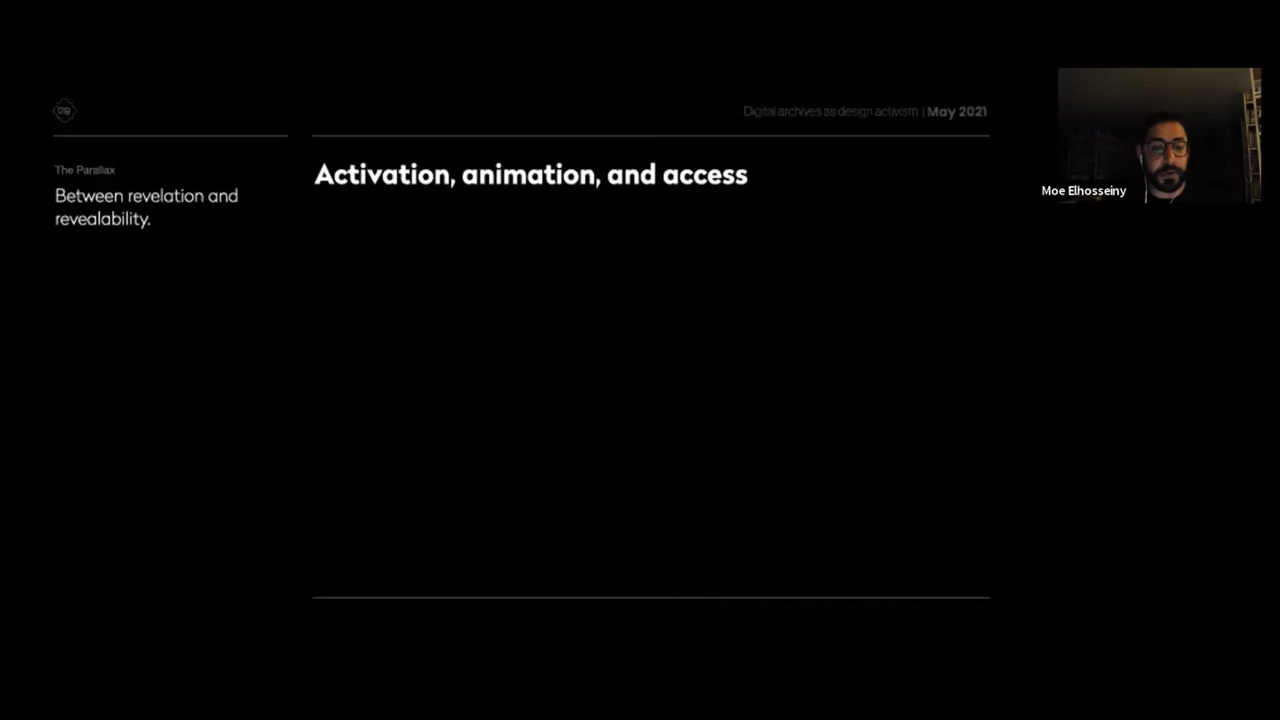 Digital archives as design activism | May 2021
The Parallax
Between revelation and
revealability.
Activation, animation, and access
Moe Elhosseiny